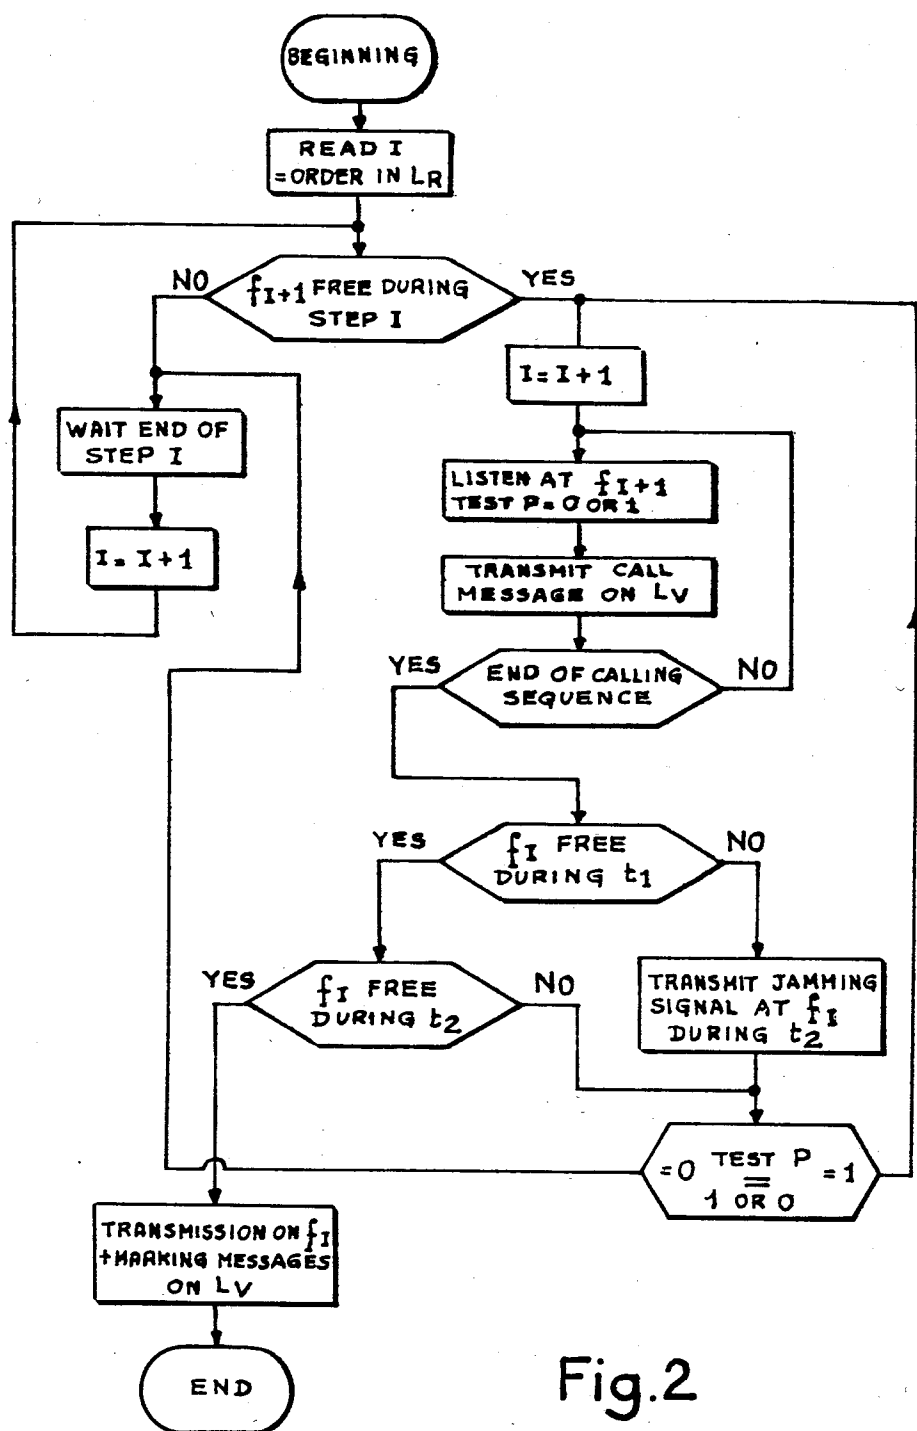 BEGINNING
READ I
=ORDER IN LR
NO
fI+1 FREE DURING
STEP I
YES
I=I+1
WAIT END OF
STEP I
I=I+1
LISTEN AT fI+1
TEST P=0 OR 1
TRANSMIT CALL
MESSAGE ON LV
YES
END OF CALLING
SEQUENCE
NO
YES
fI FREE
DURING t1
NO
YES
fI FREE
DURING t2
NO
TRANSMIT JAMMING
SIGNAL AT fI
DURING t2
=0 TEST P =1
=
1 OR 0
TRANSMISSION ON fI
+MARKING MESSAGES
ON LV
END
Fig.2